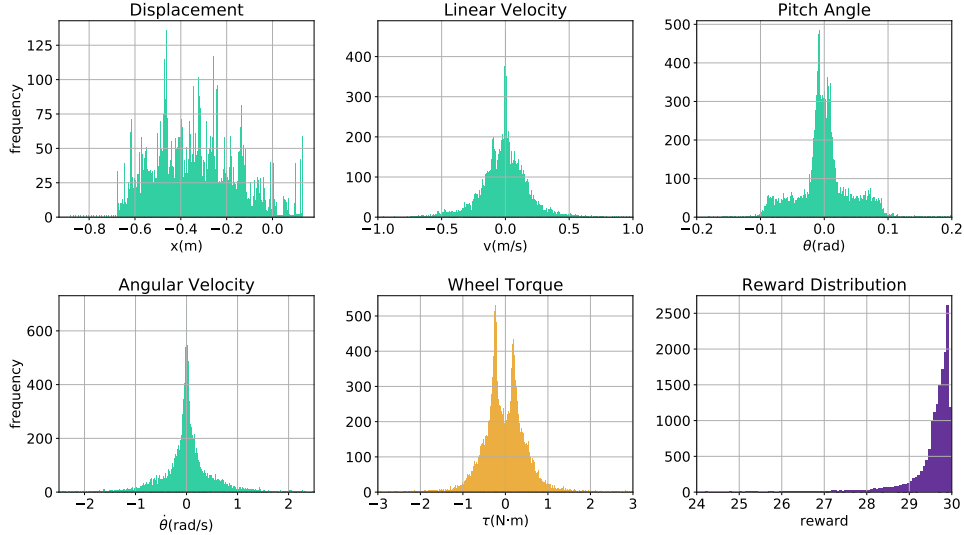 Displacement Linear Velocity Pitch Angle
frequency
125
100
75
50
25
0
−0.8 −0.6 −0.4 −0.2 0.0
x(m)
400
300
200
100
0
−1.0 −0.5 0.0 0.5 1.0
v(m/s)
500
400
300
200
100
0
−0.2 −0.1 0.0 0.1 0.2
θ(rad)
Angular Velocity Wheel Torque Reward Distribution
frequency
600
400
200
0
−2 −1 0 1 2
θ̇(rad/s)
500
400
300
200
100
0
−3 −2 −1 0 1 2 3
τ(N·m)
2500
2000
1500
1000
500
0
24 25 26 27 28 29 30
reward